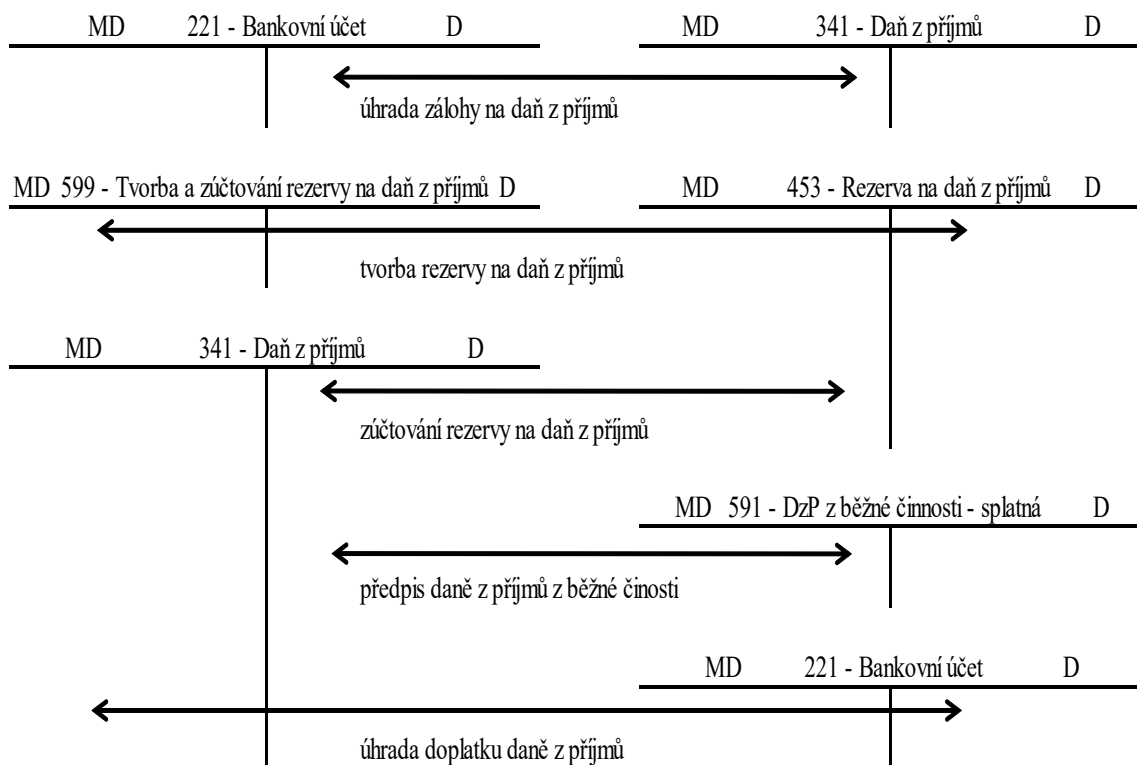 MD 221 - Bankovní účet D MD 341 - Daň z příjmů D
úhrada zálohy na daň z příjmů
MD 599 - Tvorba a zúčtování rezervy na daň z příjmů D MD 453 - Rezerva na daň z příjmů D
tvorba rezervy na daň z příjmů
MD 341 - Daň z příjmů D
zúčtování rezervy na daň z příjmů
MD 591 - DzP z běžné činnosti - splatná D
předpis daně z příjmů z běžné činosti
MD 221 - Bankovní účet D
úhrada doplatku daně z příjmů